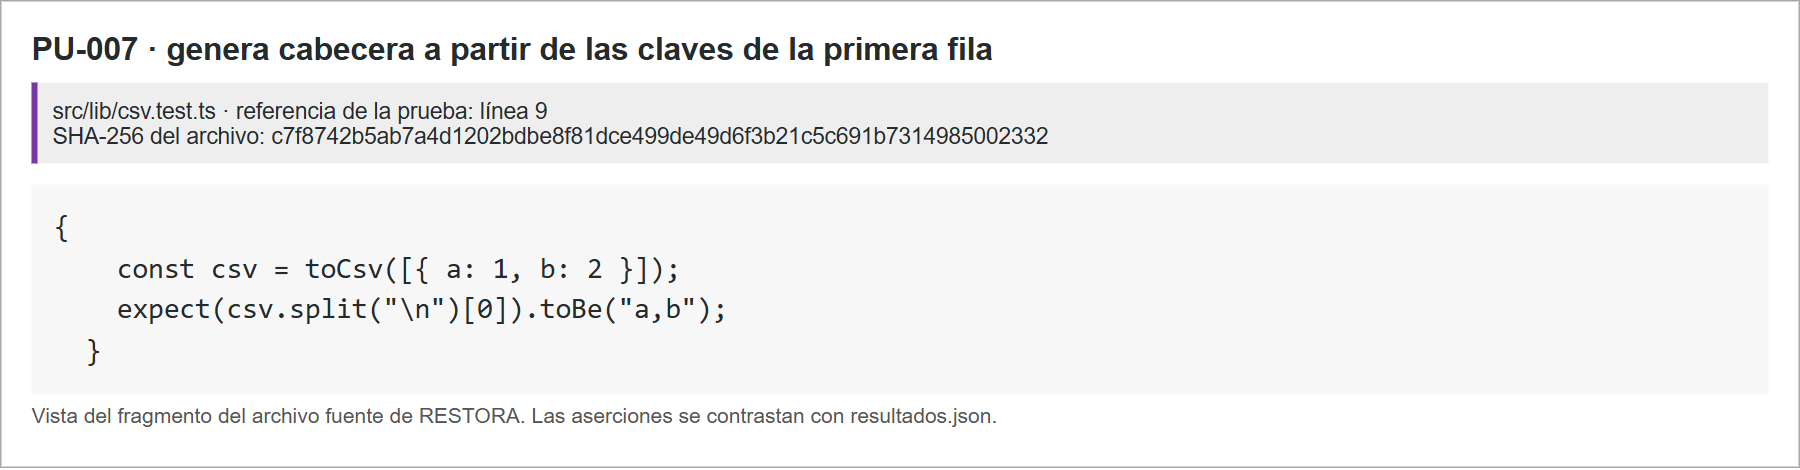 PU-007 · genera cabecera a partir de las claves de la primera fila
src/lib/csv.test.ts · referencia de la prueba: línea 9
SHA-256 del archivo: c7f8742b5ab7a4d1202bdbe8f81dce499de49d6f3b21c5c691b7314985002332
{
    const csv = toCsv([{ a: 1, b: 2 }]);
    expect(csv.split("\n")[0]).toBe("a,b");
  }
Vista del fragmento del archivo fuente de RESTORA. Las aserciones se contrastan con resultados.json.